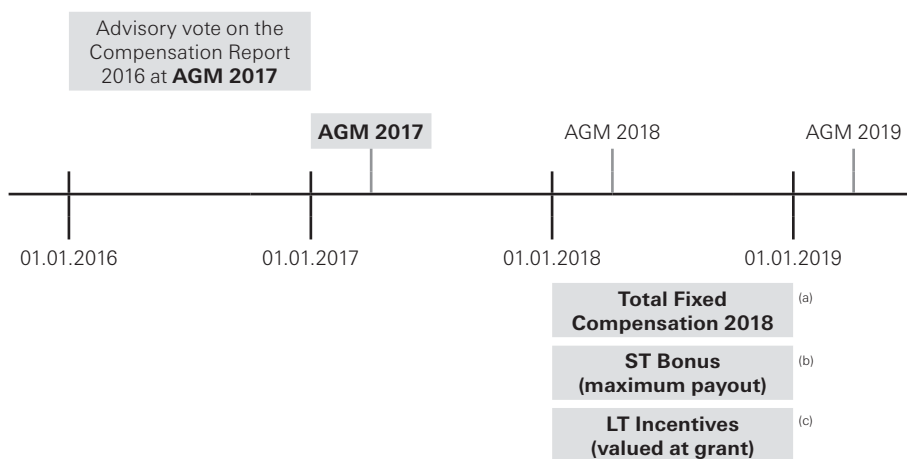 Advisory vote on the
Compensation Report
2016 at AGM 2017
AGM 2017
AGM 2018
AGM 2019
01.01.2016
01.01.2017
01.01.2018
01.01.2019
Total Fixed
Compensation 2018
(a)
ST Bonus
(maximum payout)
(b)
LT Incentives
(valued at grant)
(c)